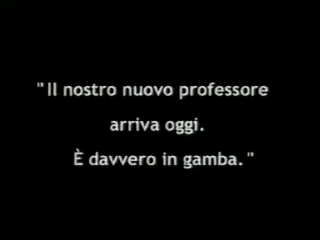 "Il nostro nuovo professore
arriva oggi.
È davvero in gamba."